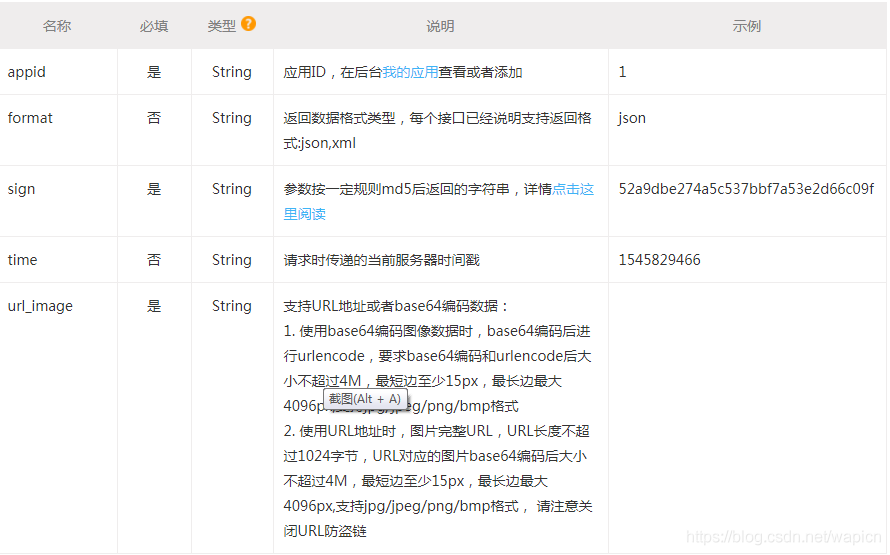 名称 必填 类型 ? 说明 示例
appid 是 String 应用ID，在后台我的应用查看或者添加 1
format 否 String 返回数据格式类型，每个接口已经说明支持返回格 json
式:json,xml
sign 是 String 参数按一定规则md5后返回的字符串，详情点击这 52a9dbe274a5c537bbf7a53e2d66c09f
里阅读
time 否 String 请求时传递的当前服务器时间戳 1545829466
url_image 是 String 支持URL地址或者base64编码数据：
1. 使用base64编码图像数据时，base64编码后进
行urlencode，要求base64编码和urlencode后大
小不超过4M，最短边至少15px，最长边最大
截图(Alt + A)
4096px jpg/jpeg/png/bmp格式
2. 使用URL地址时，图片完整URL，URL长度不超
过1024字节，URL对应的图片base64编码后大小
不超过4M，最短边至少15px，最长边最大
4096px,支持jpg/jpeg/png/bmp格式， 请注意关
闭URL防盗链
https://blog.csdn.net/wapicn